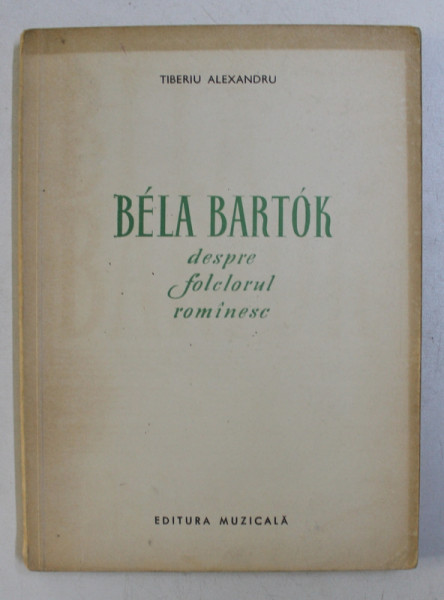 TIBERIU ALEXANDRU
BÉLA BARTÓK
despre
folclorul
romînesc
EDITURA MUZICALĂ